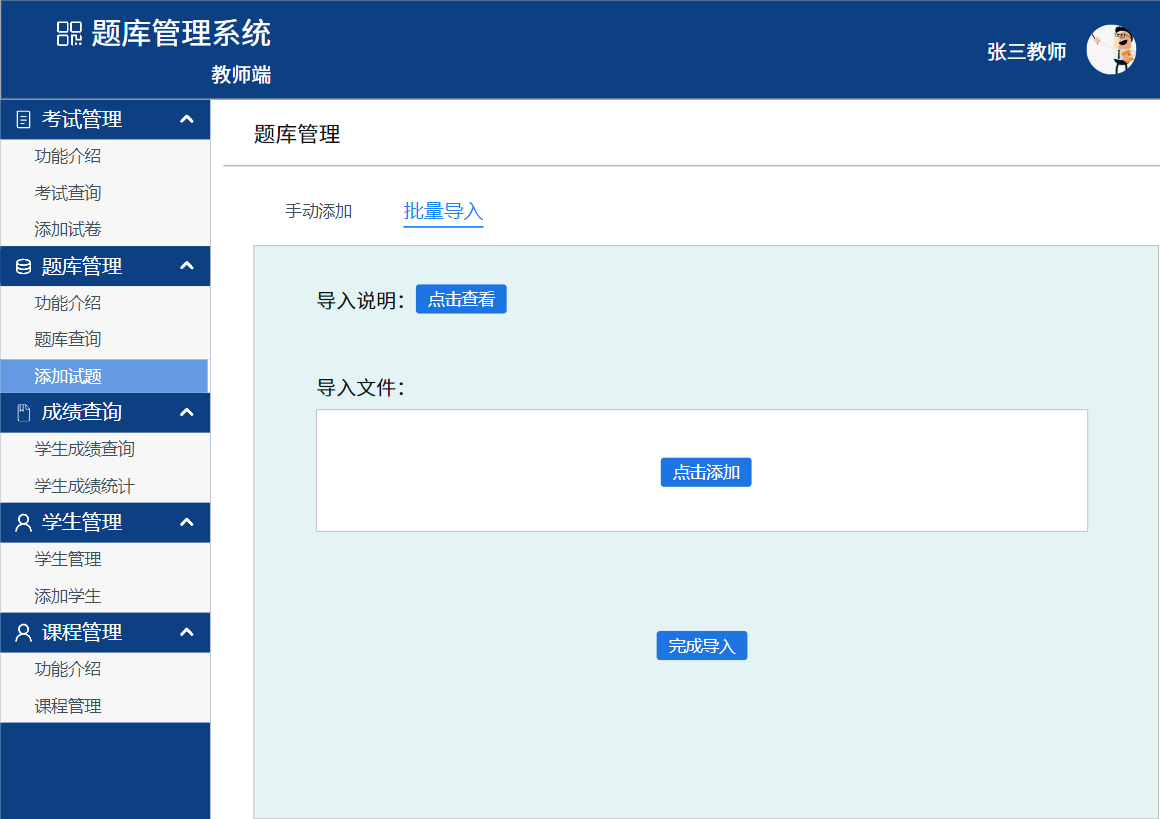 题库管理系统
教师端
张三教师
考试管理
功能介绍
考试查询
添加试卷
题库管理
功能介绍
题库查询
添加试题
成绩查询
学生成绩查询
学生成绩统计
学生管理
学生管理
添加学生
课程管理
功能介绍
课程管理
题库管理
手动添加 批量导入
导入说明： 点击查看
导入文件：
点击添加
完成导入